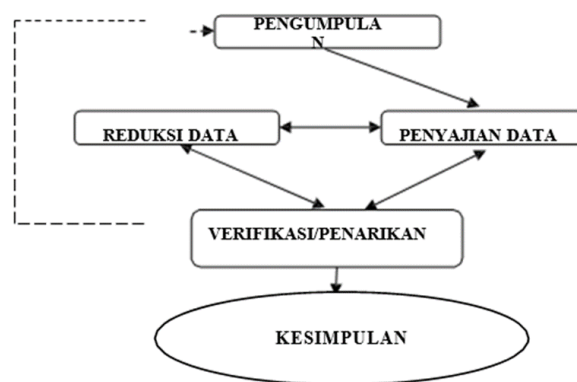 PENGUMPULA
N
REDUKSI DATA
PENYAJIAN DATA
VERIFIKASI/PENARIKAN
KESIMPULAN